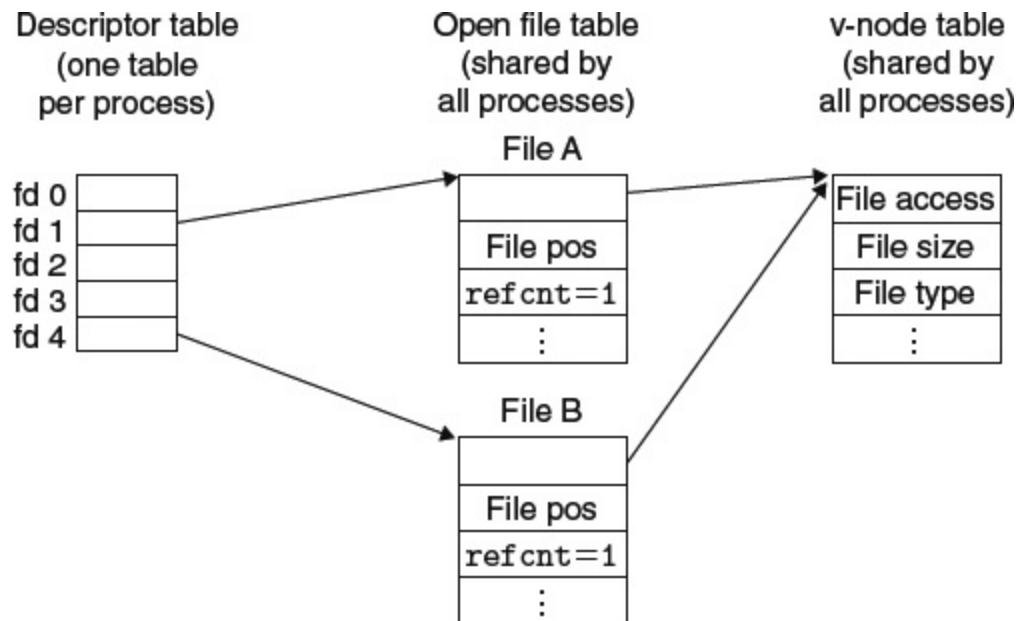 Descriptor table
(one table
per process)
Open file table
(shared by
all processes)
v-node table
(shared by
all processes)
fd 0
fd 1
fd 2
fd 3
fd 4
File A
File pos
refcnt=1
⋮
File B
File pos
refcnt=1
⋮
File access
File size
File type
⋮